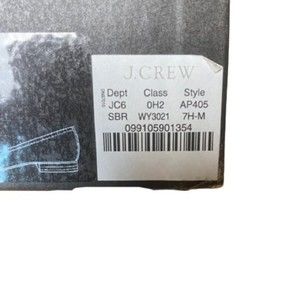 J.CREW
Dept Class Style
JC6 0H2 AP405
SBR WY3021 7H-M
099105901354